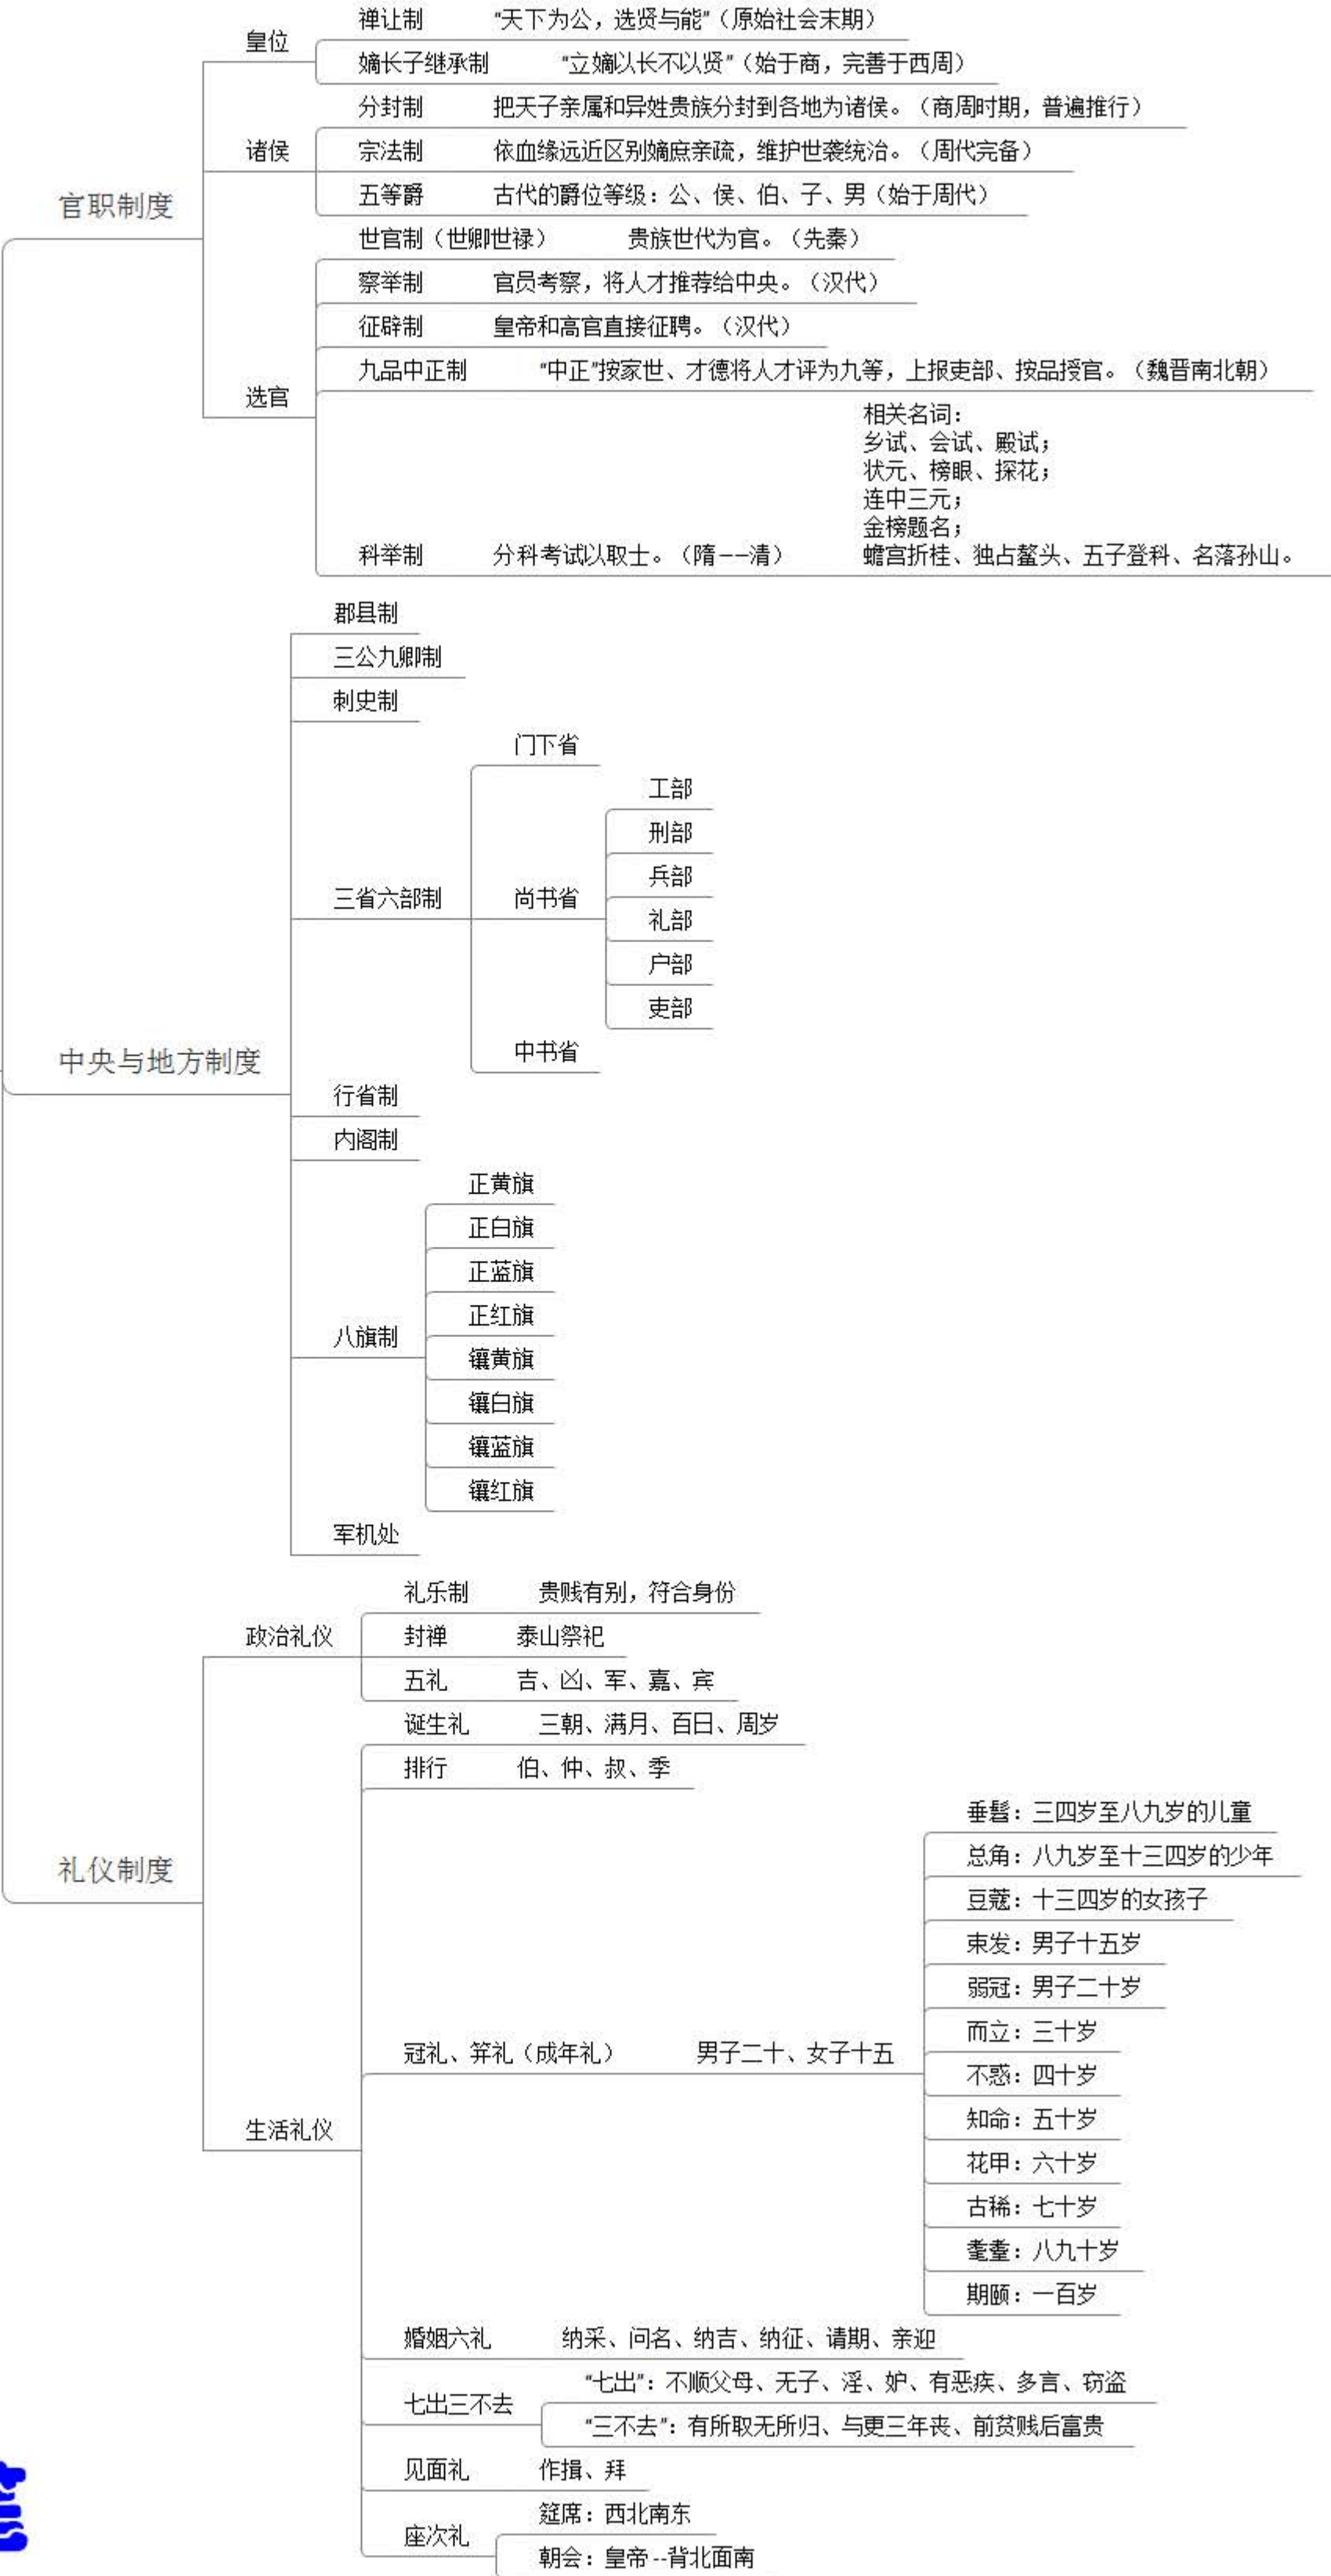 官职制度
皇位
禅让制 “天下为公，选贤与能”（原始社会末期）
嫡长子继承制 “立嫡以长不以贤”（始于商，完善于西周）
诸侯
分封制 把天子亲属和异姓贵族分封到各地为诸侯。（商周时期，普遍推行）
宗法制 依血缘远近区别嫡庶亲疏，维护世袭统治。（周代完备）
五等爵 古代的爵位等级：公、侯、伯、子、男（始于周代）
选官
世官制（世卿世禄） 贵族世代为官。（先秦）
察举制 官员考察，将人才推荐给中央。（汉代）
征辟制 皇帝和高官直接征聘。（汉代）
九品中正制 “中正”按家世、才德将人才评为九等，上报吏部、按品授官。（魏晋南北朝）
科举制 分科考试以取士。（隋——清）
相关名词：
乡试、会试、殿试；
状元、榜眼、探花；
连中三元；
金榜题名；
蟾宫折桂、独占鳌头、五子登科、名落孙山。
中央与地方制度
郡县制
三公九卿制
刺史制
三省六部制
门下省
尚书省
工部
刑部
兵部
礼部
户部
吏部
中书省
行省制
内阁制
八旗制
正黄旗
正白旗
正蓝旗
正红旗
镶黄旗
镶白旗
镶蓝旗
镶红旗
军机处
礼仪制度
政治礼仪
礼乐制 贵贱有别，符合身份
封禅 泰山祭祀
五礼 吉、凶、军、嘉、宾
生活礼仪
诞生礼 三朝、满月、百日、周岁
排行 伯、仲、叔、季
冠礼、笄礼（成年礼） 男子二十、女子十五
垂髫：三四岁至八九岁的儿童
总角：八九岁至十三四岁的少年
豆蔻：十三四岁的女孩子
束发：男子十五岁
弱冠：男子二十岁
而立：三十岁
不惑：四十岁
知命：五十岁
花甲：六十岁
古稀：七十岁
耄耋：八九十岁
期颐：一百岁
婚姻六礼 纳采、问名、纳吉、纳征、请期、亲迎
七出三不去
“七出”：不顺父母、无子、淫、妒、有恶疾、多言、窃盗
“三不去”：有所取无所归、与更三年丧、前贫贱后富贵
见面礼 作揖、拜
座次礼
筵席：西北南东
朝会：皇帝--背北面南